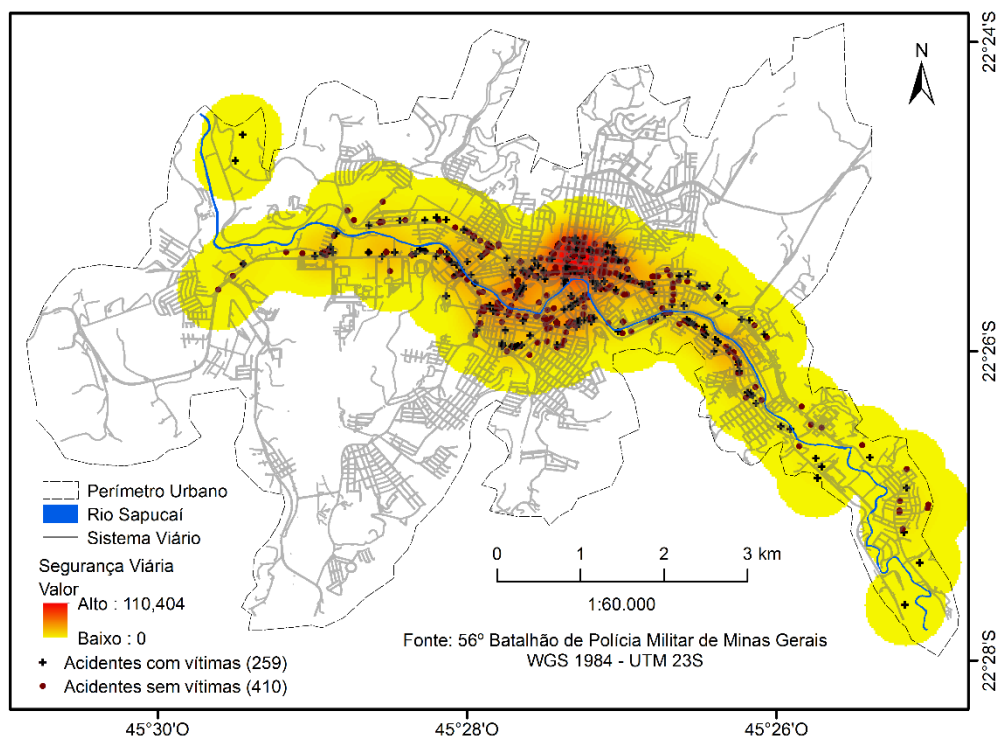 22°24'S
N
22°26'S
Perímetro Urbano
Rio Sapucaí
Sistema Viário
Segurança Viária
Valor
Alto : 110,404
Baixo : 0
Acidentes com vítimas (259)
Acidentes sem vítimas (410)
0 1 2 3 km
1:60.000
Fonte: 56º Batalhão de Polícia Militar de Minas Gerais
WGS 1984 - UTM 23S
22°28'S
45°30'O 45°28'O 45°26'O